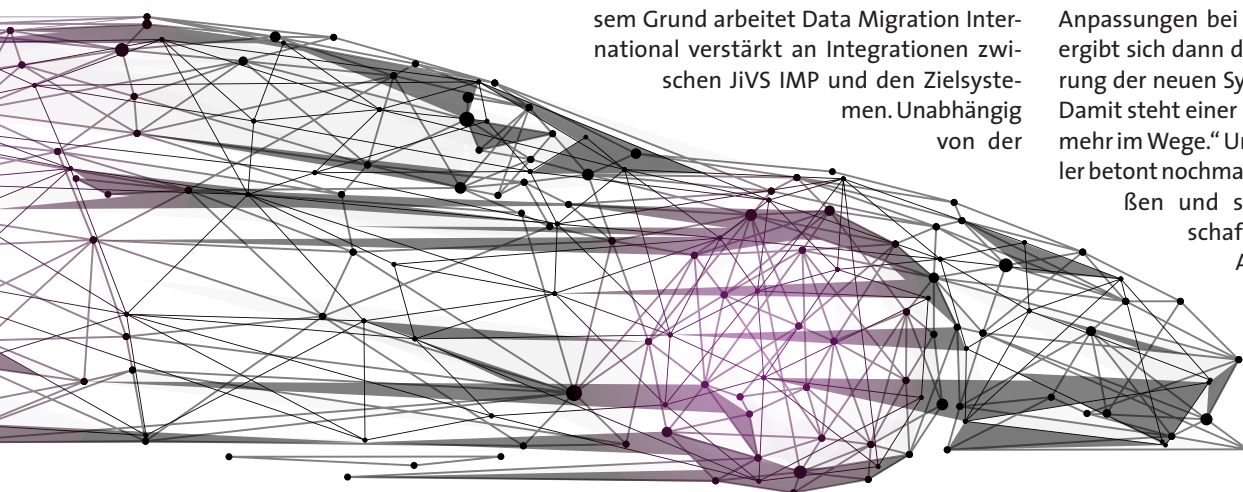 sem Grund arbeitet Data Migration Inter-
national verstärkt an Integrationen zwi-
schen JiVS IMP und den Zielsyste-
men. Unabhängig
von der
Anpassungen bei
ergibt sich dann d
rung der neuen Sy
Damit steht einer
mehr im Wege.“ Un
ler betont nochma
ßen und s
schaf
A